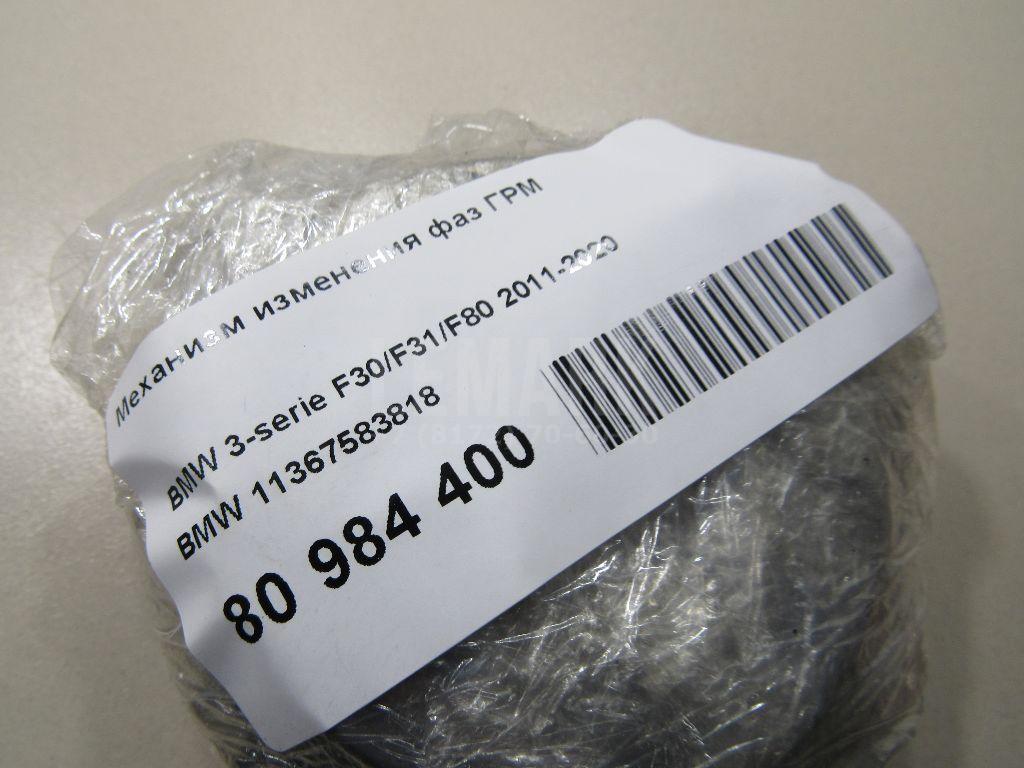 Механизм изменения фаз ГРМ
BMW 3-serie F30/F31/F80 2011-2020
BMW 11367583818
80 984 400